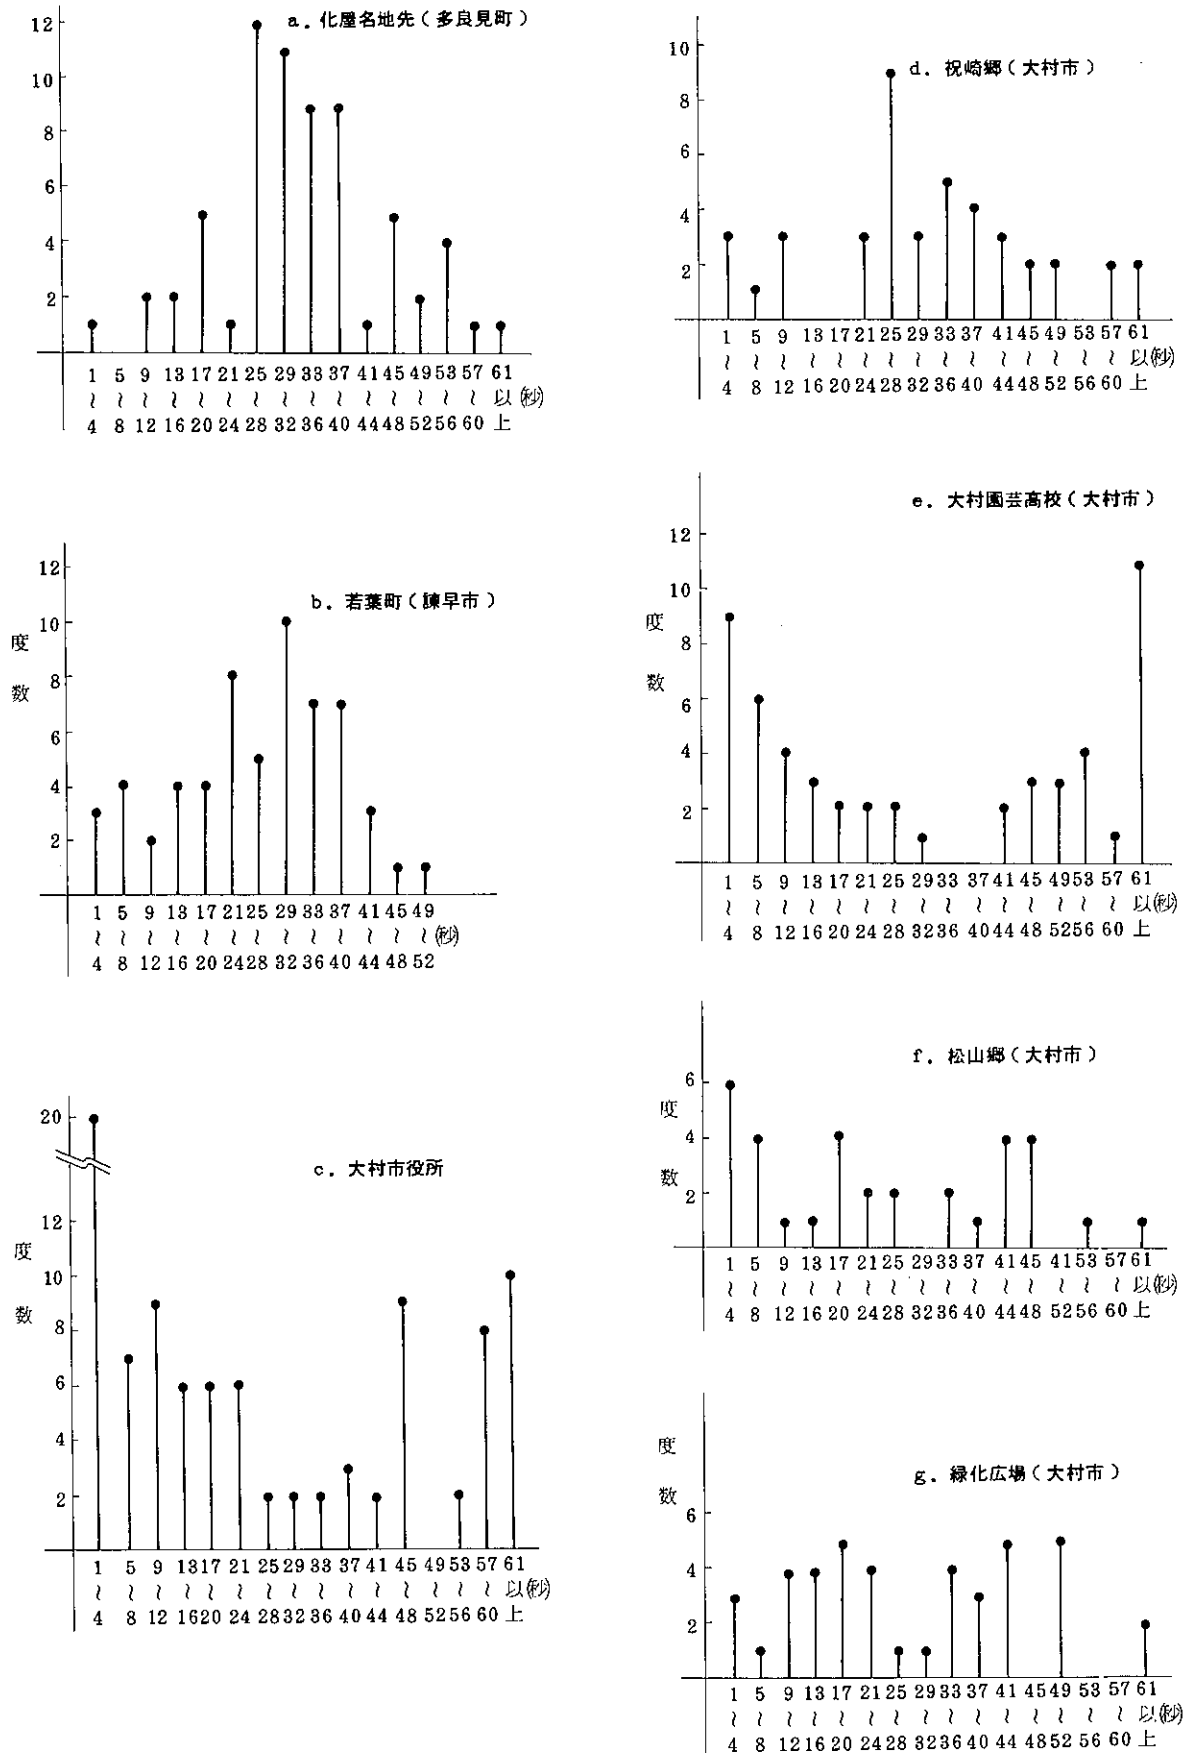 a. 化屋名地先(多良見町)
12
10
8
6
4
2
1 5 9 13 17 21 25 29 33 37 41 45 49 53 57 61
~ ~ ~ ~ ~ ~ ~ ~ ~ ~ ~ ~ ~ ~ ~ 以(秒)
4 8 12 16 20 24 28 32 36 40 44 48 52 56 60 上
b. 若葉町(諫早市)
度
数
12
10
8
6
4
2
1 5 9 13 17 21 25 29 33 37 41 45 49
~ ~ ~ ~ ~ ~ ~ ~ ~ ~ ~ ~ ~ (秒)
4 8 12 16 20 24 28 32 36 40 44 48 52
c. 大村市役所
度
数
20
12
10
8
6
4
2
1 5 9 13 17 21 25 29 33 37 41 45 49 53 57 61
~ ~ ~ ~ ~ ~ ~ ~ ~ ~ ~ ~ ~ ~ ~ 以(秒)
4 8 12 16 20 24 28 32 36 40 44 48 52 56 60 上
d. 祝崎郷(大村市)
10
8
6
4
2
1 5 9 13 17 21 25 29 33 37 41 45 49 53 57 61
~ ~ ~ ~ ~ ~ ~ ~ ~ ~ ~ ~ ~ ~ ~ 以(秒)
4 8 12 16 20 24 28 32 36 40 44 48 52 56 60 上
e. 大村園芸高校(大村市)
度
数
12
10
8
6
4
2
1 5 9 13 17 21 25 29 33 37 41 45 49 53 57 61
~ ~ ~ ~ ~ ~ ~ ~ ~ ~ ~ ~ ~ ~ ~ 以(秒)
4 8 12 16 20 24 28 32 36 40 44 48 52 56 60 上
f. 松山郷(大村市)
度
数
6
4
2
1 5 9 13 17 21 25 29 33 37 41 45 41 53 57 61
~ ~ ~ ~ ~ ~ ~ ~ ~ ~ ~ ~ ~ ~ ~ 以(秒)
4 8 12 16 20 24 28 32 36 40 44 48 52 56 60 上
g. 緑化広場(大村市)
度
数
6
4
2
1 5 9 13 17 21 25 29 33 37 41 45 49 53 57 61
~ ~ ~ ~ ~ ~ ~ ~ ~ ~ ~ ~ ~ ~ ~ 以(秒)
4 8 12 16 20 24 28 32 36 40 44 48 52 56 60 上